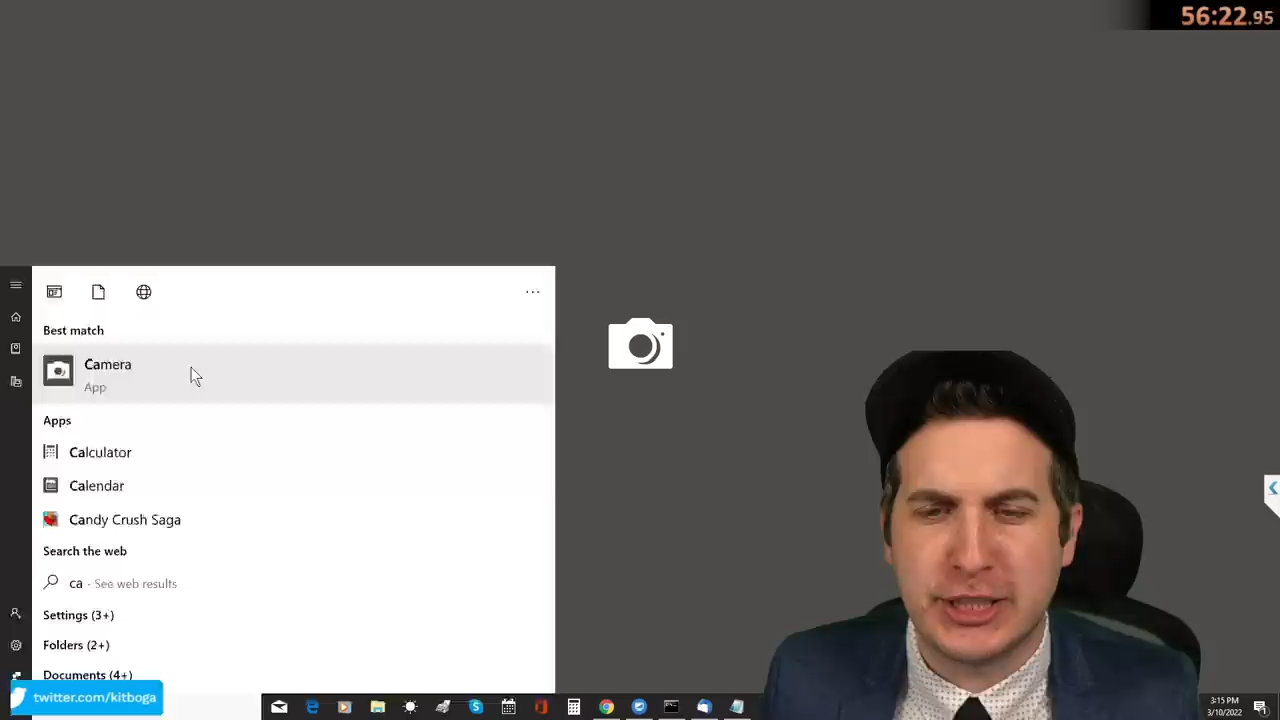 56:22.95
...
Best match
Camera
App
Apps
Calculator
Calendar
Candy Crush Saga
Search the web
ca - See web results
Settings (3+)
Folders (2+)
Documents (4+)
twitter.com/kitboga
3:15 PM
3/10/2022